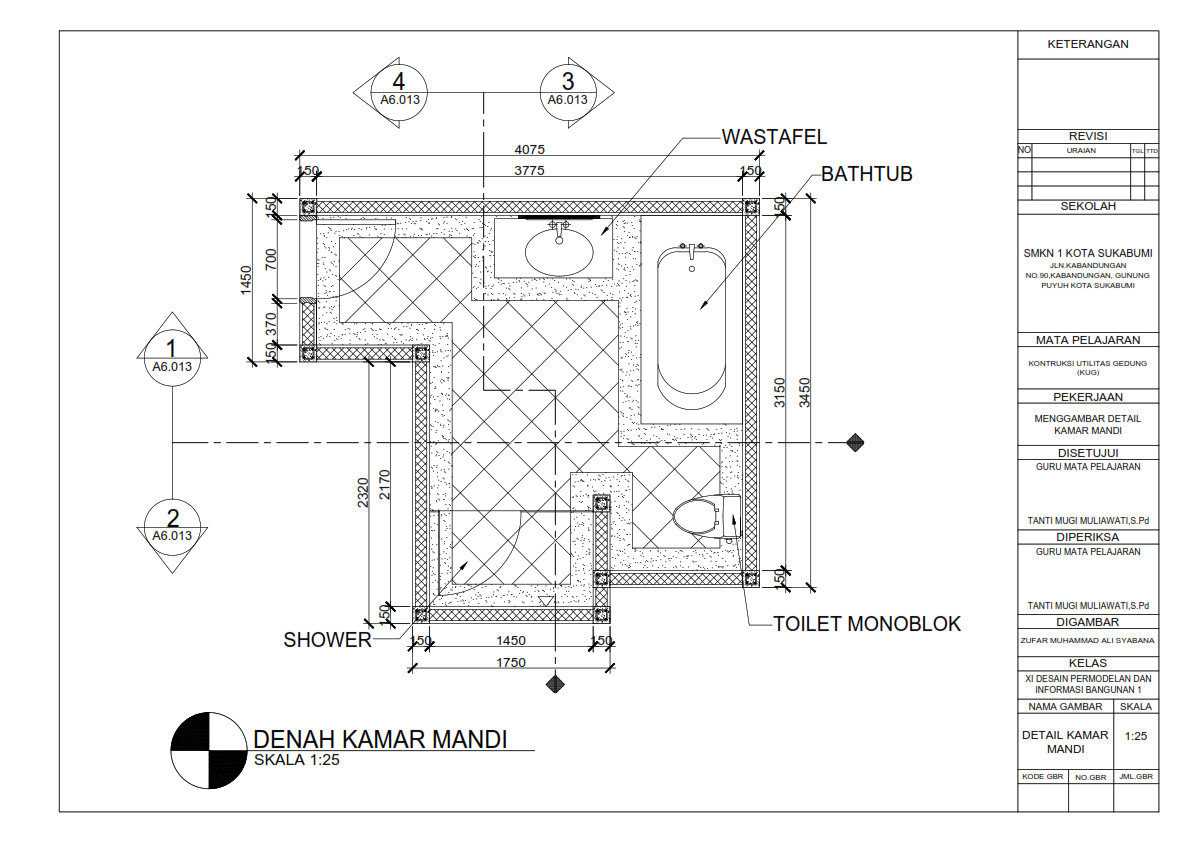 4
A6.013
3
A6.013
WASTAFEL
BATHTUB
4075
150
3775
150
150
700
1450
370
150
150
3150
3450
150
1
A6.013
2
A6.013
2320
2170
150
SHOWER
150
1450
150
1750
TOILET MONOBLOK
DENAH KAMAR MANDI
SKALA 1:25
KETERANGAN
REVISI
NO URAIAN TGL TTD
SEKOLAH
SMKN 1 KOTA SUKABUMI
JLN.KABANDUNGAN
NO.90,KABANDUNGAN, GUNUNG
PUYUH KOTA SUKABUMI
MATA PELAJARAN
KONTRUKSI UTILITAS GEDUNG
(KUG)
PEKERJAAN
MENGGAMBAR DETAIL
KAMAR MANDI
DISETUJUI
GURU MATA PELAJARAN
TANTI MUGI MULIAWATI,S.Pd
DIPERIKSA
GURU MATA PELAJARAN
TANTI MUGI MULIAWATI,S.Pd
DIGAMBAR
ZUFAR MUHAMMAD ALI SYABANA
KELAS
XI DESAIN PERMODELAN DAN
INFORMASI BANGUNAN 1
NAMA GAMBAR SKALA
DETAIL KAMAR
MANDI
1:25
KODE GBR NO.GBR JML.GBR